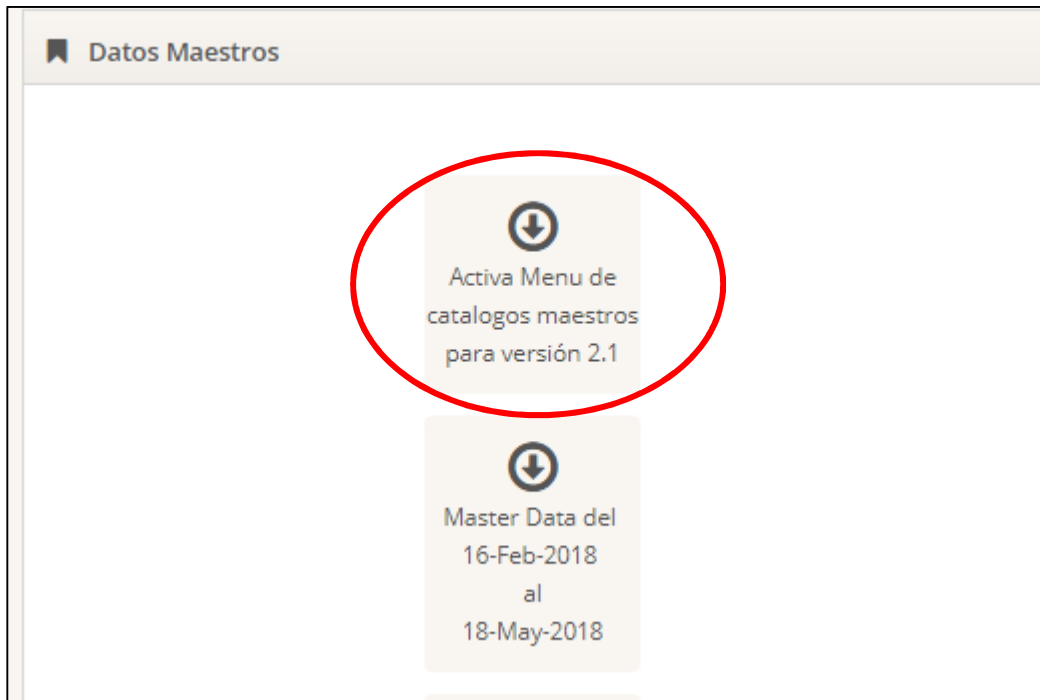 Datos Maestros
Activa Menu de
catalogos maestros
para versión 2.1
Master Data del
16-Feb-2018
al
18-May-2018